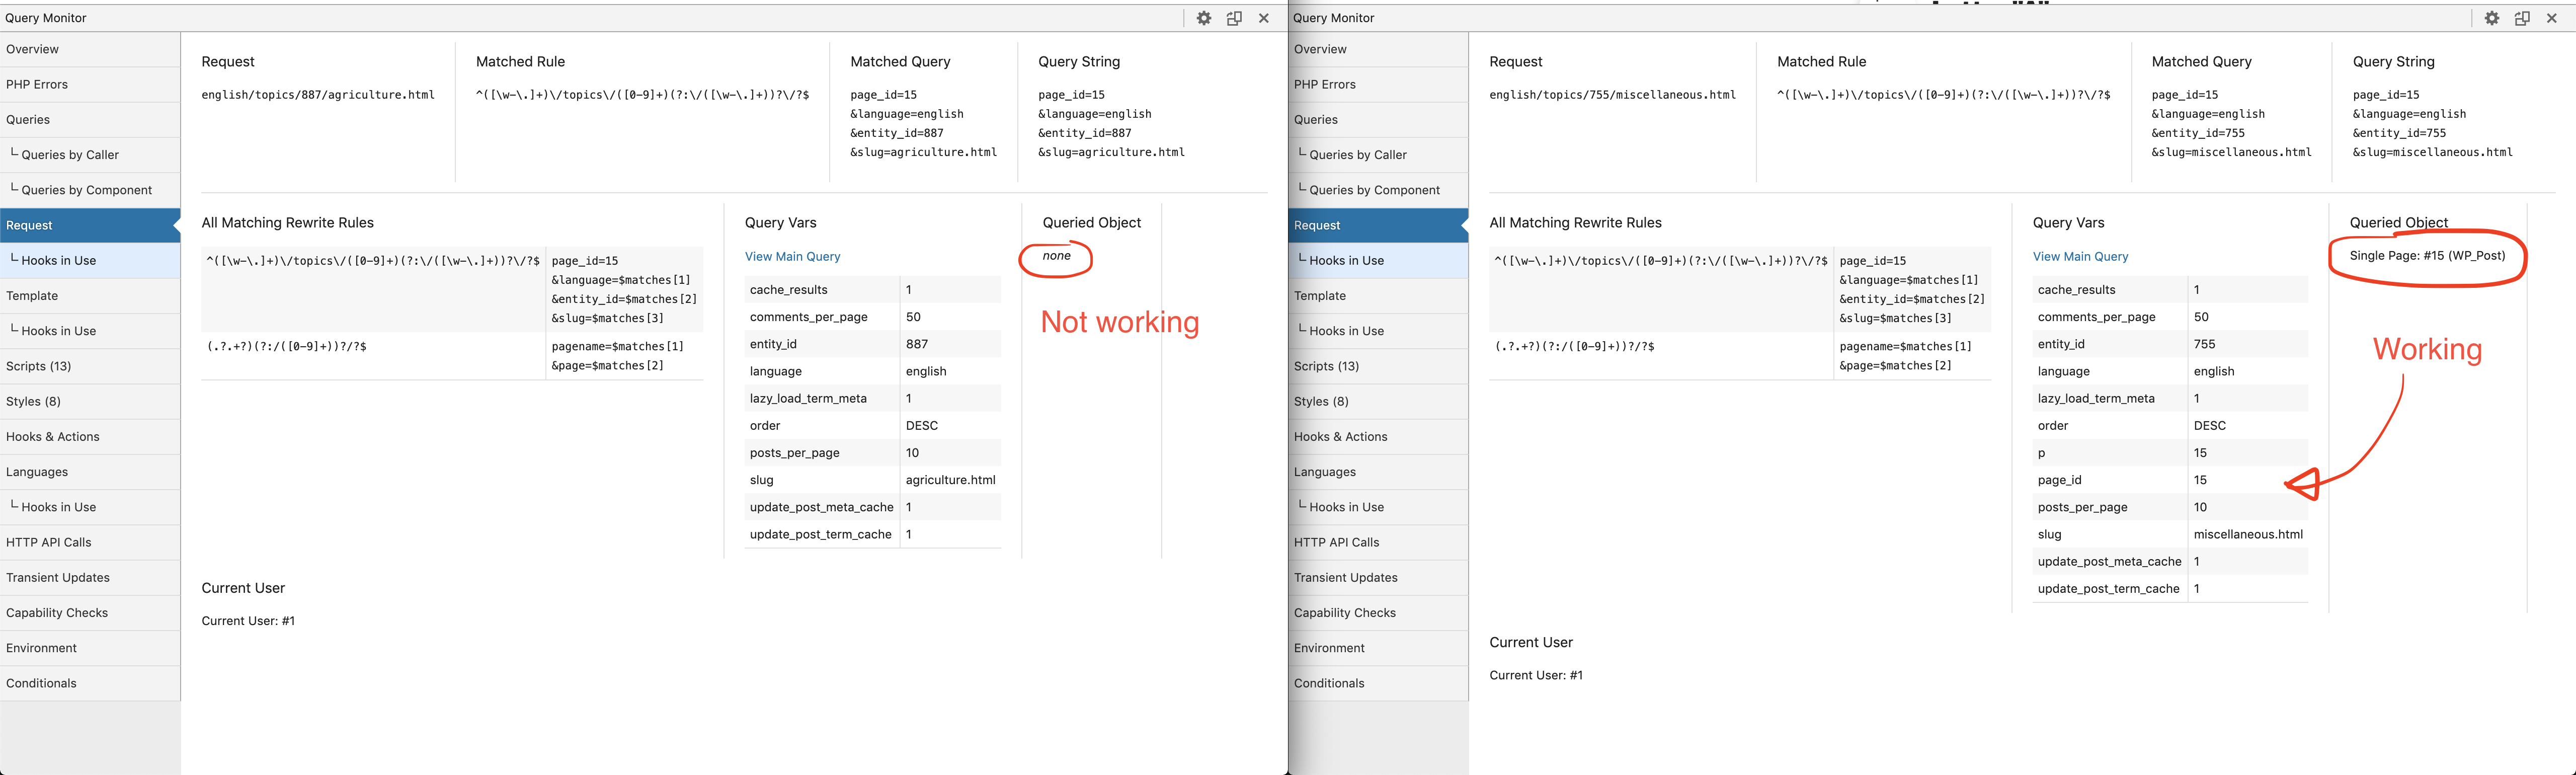 Query Monitor
Overview
PHP Errors
Queries
└ Queries by Caller
└ Queries by Component
Request
└ Hooks in Use
Template
└ Hooks in Use
Scripts (13)
Styles (8)
Hooks & Actions
Languages
└ Hooks in Use
HTTP API Calls
Transient Updates
Capability Checks
Environment
Conditionals
Request
english/topics/887/agriculture.html
Matched Rule
^([\w-\.]+)\/topics\/([0-9]+)(?:\/([\w-\.]+))?\/?$
Matched Query
page_id=15
&language=english
&entity_id=887
&slug=agriculture.html
Query String
page_id=15
&language=english
&entity_id=887
&slug=agriculture.html
All Matching Rewrite Rules
^([\w-\.]+)\/topics\/([0-9]+)(?:\/([\w-\.]+))?\/?$
page_id=15
&language=$matches[1]
&entity_id=$matches[2]
&slug=$matches[3]
(.?.+?)(?:/([0-9]+))?/?$
pagename=$matches[1]
&page=$matches[2]
Query Vars
View Main Query
cache_results 1
comments_per_page 50
entity_id 887
language english
lazy_load_term_meta 1
order DESC
posts_per_page 10
slug agriculture.html
update_post_meta_cache 1
update_post_term_cache 1
Queried Object
none
Not working
Current User
Current User: #1
Query Monitor
Overview
PHP Errors
Queries
└ Queries by Caller
└ Queries by Component
Request
└ Hooks in Use
Template
└ Hooks in Use
Scripts (13)
Styles (8)
Hooks & Actions
Languages
└ Hooks in Use
HTTP API Calls
Transient Updates
Capability Checks
Environment
Conditionals
Request
english/topics/755/miscellaneous.html
Matched Rule
^([\w-\.]+)\/topics\/([0-9]+)(?:\/([\w-\.]+))?\/?$
Matched Query
page_id=15
&language=english
&entity_id=755
&slug=miscellaneous.html
Query String
page_id=15
&language=english
&entity_id=755
&slug=miscellaneous.html
All Matching Rewrite Rules
^([\w-\.]+)\/topics\/([0-9]+)(?:\/([\w-\.]+))?\/?$
page_id=15
&language=$matches[1]
&entity_id=$matches[2]
&slug=$matches[3]
(.?.+?)(?:/([0-9]+))?/?$
pagename=$matches[1]
&page=$matches[2]
Query Vars
View Main Query
cache_results 1
comments_per_page 50
entity_id 755
language english
lazy_load_term_meta 1
order DESC
p 15
page_id 15
posts_per_page 10
slug miscellaneous.html
update_post_meta_cache 1
update_post_term_cache 1
Queried Object
Single Page: #15 (WP_Post)
Working
Current User
Current User: #1